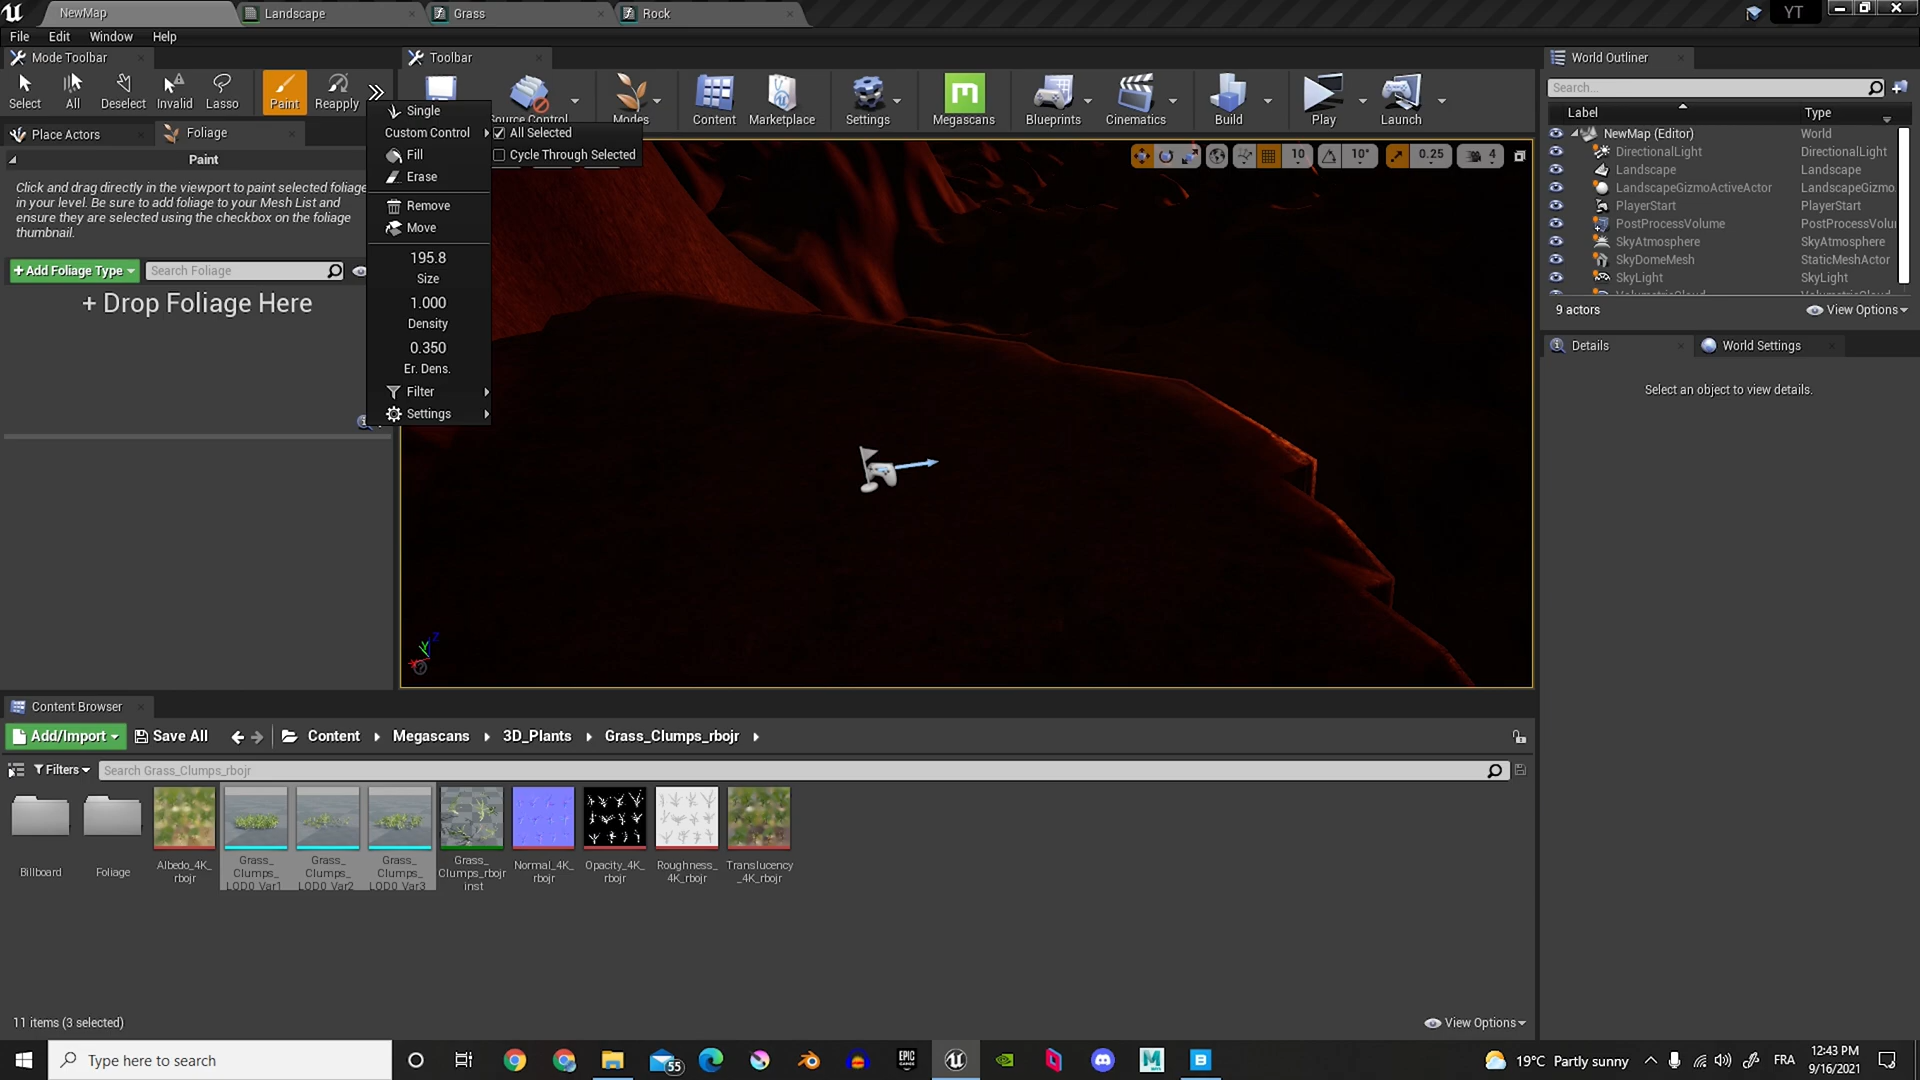 NewMap
Landscape
Grass
Rock
YT
File
Edit
Window
Help
Mode Toolbar
Toolbar
World Outliner
Select
All
Deselect
Invalid
Lasso
Paint
Reapply
Source Control
Modes
Content
Marketplace
Settings
Megascans
Blueprints
Cinematics
Build
Play
Launch
Search...
Label
Type
Single
Custom Control
All Selected
Fill
Cycle Through Selected
Erase
Remove
Move
195.8
Size
1.000
Density
0.350
Er. Dens.
Filter
Settings
Place Actors
Foliage
Paint
Click and drag directly in the viewport to paint selected foliage
in your level. Be sure to add foliage to your Mesh List and
ensure they are selected using the checkbox on the foliage
thumbnail.
+Add Foliage Type
Search Foliage
+ Drop Foliage Here
10
10°
0.25
4
NewMap (Editor)
World
DirectionalLight
DirectionalLight
Landscape
Landscape
LandscapeGizmoActiveActor
LandscapeGizmo
PlayerStart
PlayerStart
PostProcessVolume
PostProcessVolu
SkyAtmosphere
SkyAtmosphere
SkyDomeMesh
StaticMeshActor
SkyLight
SkyLight
9 actors
View Options
Details
World Settings
Select an object to view details.
Z
Y
X
Content Browser
Add/Import
Save All
Content
Megascans
3D_Plants
Grass_Clumps_rbojr
Filters
Search Grass_Clumps_rbojr
Billboard
Foliage
Albedo_4K_
rbojr
Grass_
Clumps_
LOD0_Var1
Grass_
Clumps_
LOD0_Var2
Grass_
Clumps_
LOD0_Var3
Grass_
Clumps_rbojr
inst
Normal_4K_
rbojr
Opacity_4K_
rbojr
Roughness_
4K_rbojr
Translucency
_4K_rbojr
11 items (3 selected)
View Options
Type here to search
55
EPIC
GAMES
19°C Partly sunny
FRA
12:43 PM
9/16/2021